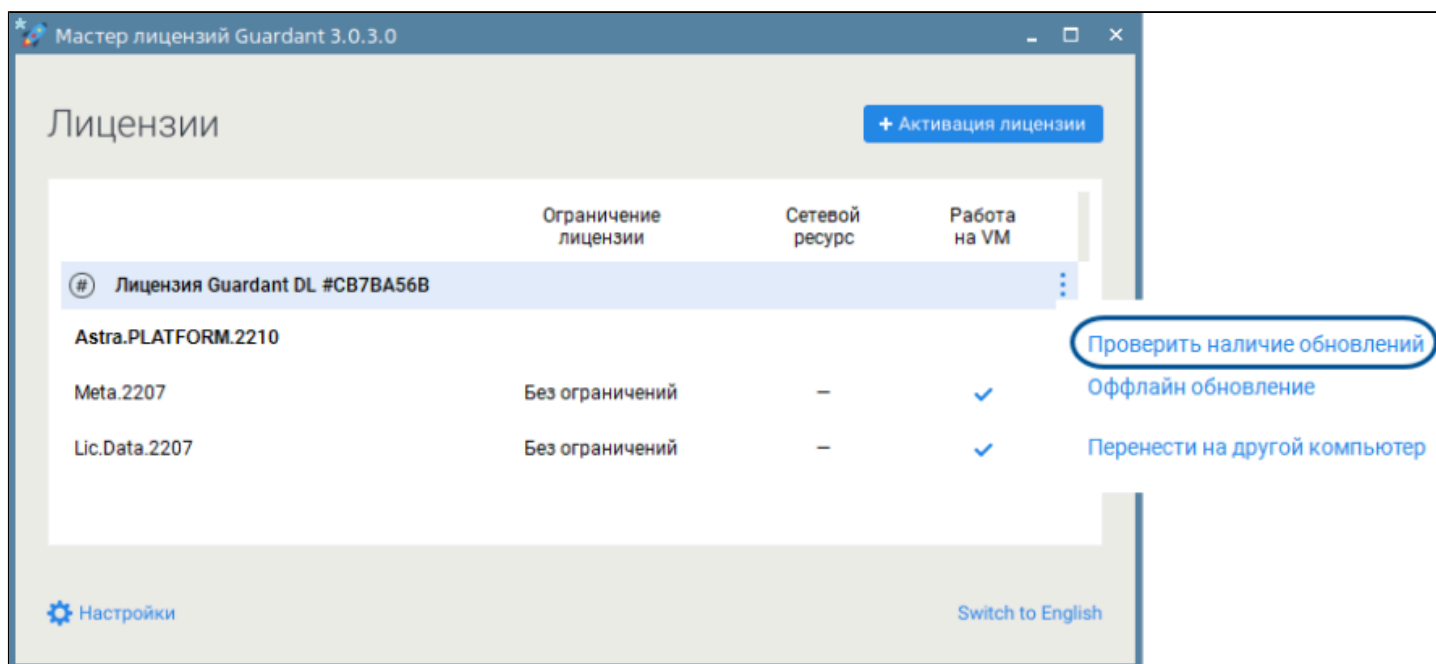 Мастер лицензий Guardant 3.0.3.0
Лицензии
+ Активация лицензии
Ограничение лицензии
Сетевой ресурс
Работа на VM
# Лицензия Guardant DL #CB7BA56B
Astra.PLATFORM.2210
Проверить наличие обновлений
Meta.2207 Без ограничений – ✓
Оффлайн обновление
Lic.Data.2207 Без ограничений – ✓
Перенести на другой компьютер
Настройки
Switch to English